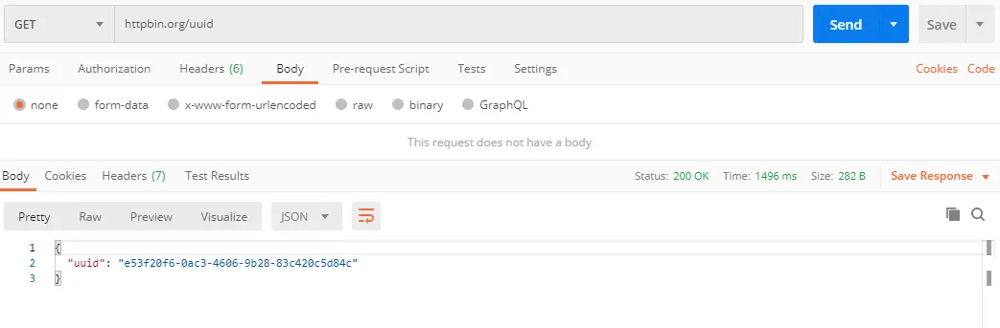 GET httpbin.org/uuid Send Save
Params Authorization Headers (6) Body Pre-request Script Tests Settings Cookies Code
none form-data x-www-form-urlencoded raw binary GraphQL
This request does not have a body
Body Cookies Headers (7) Test Results Status: 200 OK Time: 1496 ms Size: 282 B Save Response
Pretty Raw Preview Visualize JSON
1 {
2 "uuid": "e53f20f6-0ac3-4606-9b28-83c420c5d84c"
3 }